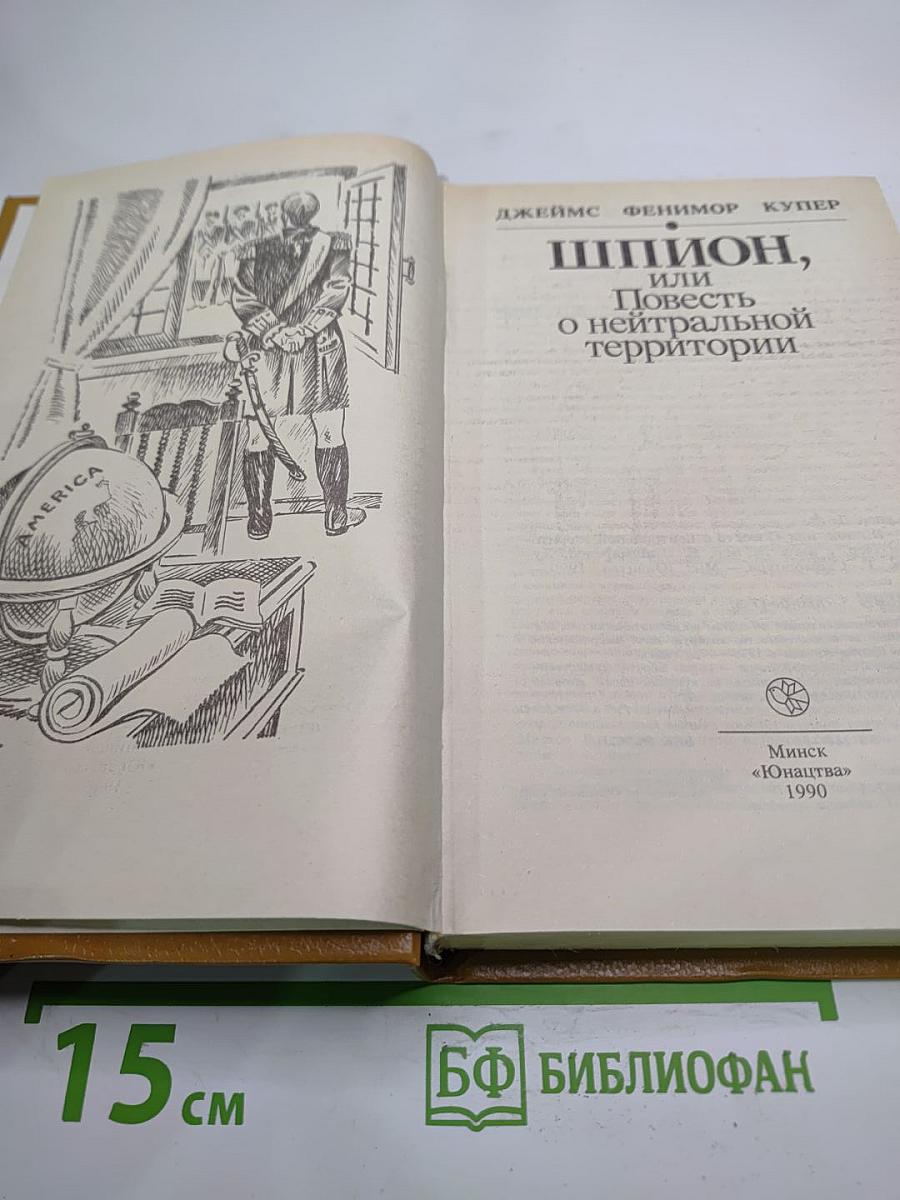 AMERICA
ДЖЕЙМС ФЕНИМОР КУПЕР
ШПИОН,
или
Повесть
о нейтральной
территории
Минск
«Юнацтва»
1990
15 см
БФ БИБЛИОФАН